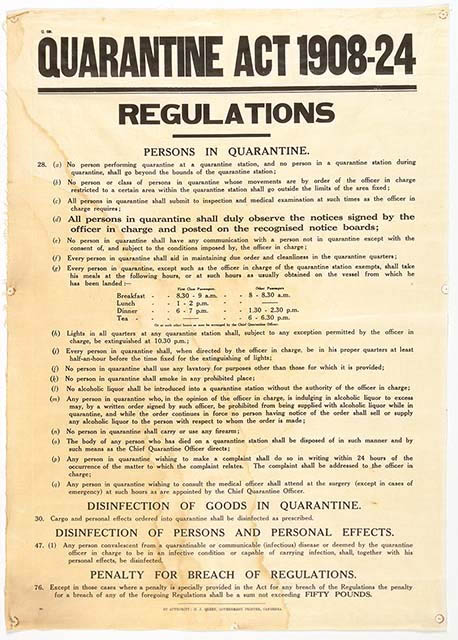 QUARANTINE ACT 1908-24
REGULATIONS
PERSONS IN QUARANTINE.
28. (a) No person performing quarantine at a quarantine station, and no person in a quarantine station during
quarantine, shall go beyond the bounds of the quarantine station;
(b) No person or class of persons in quarantine whose movements are by order of the officer in charge
restricted to a certain area within the quarantine station shall go outside the limits of the area fixed;
(c) All persons in quarantine shall submit to inspection and medical examination at such times as the officer in
charge requires;
(d) All persons in quarantine shall duly observe the notices signed by the
officer in charge and posted on the recognised notice boards;
(e) No person in quarantine shall have any communication with a person not in quarantine except with the
consent of, and subject to the conditions imposed by, the officer in charge;
(f) Every person in quarantine shall aid in maintaining due order and cleanliness in the quarantine quarters;
(g) Every person in quarantine, except such as the officer in charge of the quarantine station exempts, shall take
his meals at the following hours, or at such hours as usually obtained on the vessel from which he
has been landed:—
First Class Passengers. Other Passengers.
Breakfast - - 8.30 - 9 a.m. - - 8 - 8.30 a.m.
Lunch - - 1 - 2 p.m. - - ———
Dinner - - 6 - 7 p.m. - - 1.30 - 2.30 p.m.
Tea - - ——— - - 6 - 6.30 p.m.
Or at such other hours as may be arranged by the Chief Quarantine Officer.
(h) Lights in all quarters at any quarantine station shall, subject to any exception permitted by the officer in
charge, be extinguished at 10.30 p.m.;
(i) Every person in quarantine shall, when directed by the officer in charge, be in his proper quarters at least
half-an-hour before the time fixed for the extinguishing of lights;
(j) No person in quarantine shall use any lavatory for purposes other than those for which it is provided;
(k) No person in quarantine shall smoke in any prohibited place;
(l) No alcoholic liquor shall be introduced into a quarantine station without the authority of the officer in charge;
(m) Any person in quarantine who, in the opinion of the officer in charge, is indulging in alcoholic liquor to excess
may, by a written order signed by such officer, be prohibited from being supplied with alcoholic liquor while in
quarantine, and while the order continues in force no person having notice of the order shall sell or supply
any alcoholic liquor to the person with respect to whom the order is made;
(n) No person in quarantine shall carry or use any firearm;
(o) The body of any person who has died on a quarantine station shall be disposed of in such manner and by
such means as the Chief Quarantine Officer directs;
(p) Any person in quarantine wishing to make a complaint shall do so in writing within 24 hours of the
occurrence of the matter to which the complaint relates. The complaint shall be addressed to the officer in
charge;
(q) Any person in quarantine wishing to consult the medical officer shall attend at the surgery (except in cases of
emergency) at such hours as are appointed by the Chief Quarantine Officer.
DISINFECTION OF GOODS IN QUARANTINE.
30. Cargo and personal effects ordered into quarantine shall be disinfected as prescribed.
DISINFECTION OF PERSONS AND PERSONAL EFFECTS.
47. (1) Any person convalescent from a quarantinable or communicable (infectious) disease or deemed by the quarantine
officer in charge to be in an infective condition or capable of carrying infection, shall, together with his
personal effects, be disinfected.
PENALTY FOR BREACH OF REGULATIONS.
76. Except in those cases where a penalty is specially provided in the Act for any breach of the Regulations the penalty
for a breach of any of the foregoing Regulations shall be a sum not exceeding FIFTY POUNDS.
BY AUTHORITY: H. J. GREEN, GOVERNMENT PRINTER, CANBERRA.